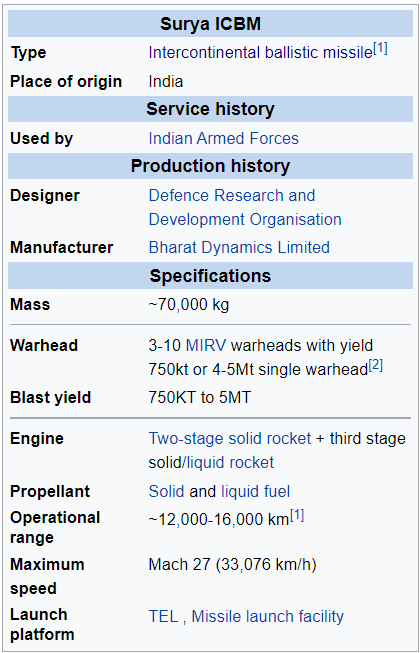 Surya ICBM
Type Intercontinental ballistic missile[1]
Place of origin India
Service history
Used by Indian Armed Forces
Production history
Designer Defence Research and
Development Organisation
Manufacturer Bharat Dynamics Limited
Specifications
Mass ~70,000 kg
Warhead 3-10 MIRV warheads with yield
750kt or 4-5Mt single warhead[2]
Blast yield 750KT to 5MT
Engine Two-stage solid rocket + third stage
solid/liquid rocket
Propellant Solid and liquid fuel
Operational ~12,000-16,000 km[1]
range
Maximum Mach 27 (33,076 km/h)
speed
Launch TEL , Missile launch facility
platform